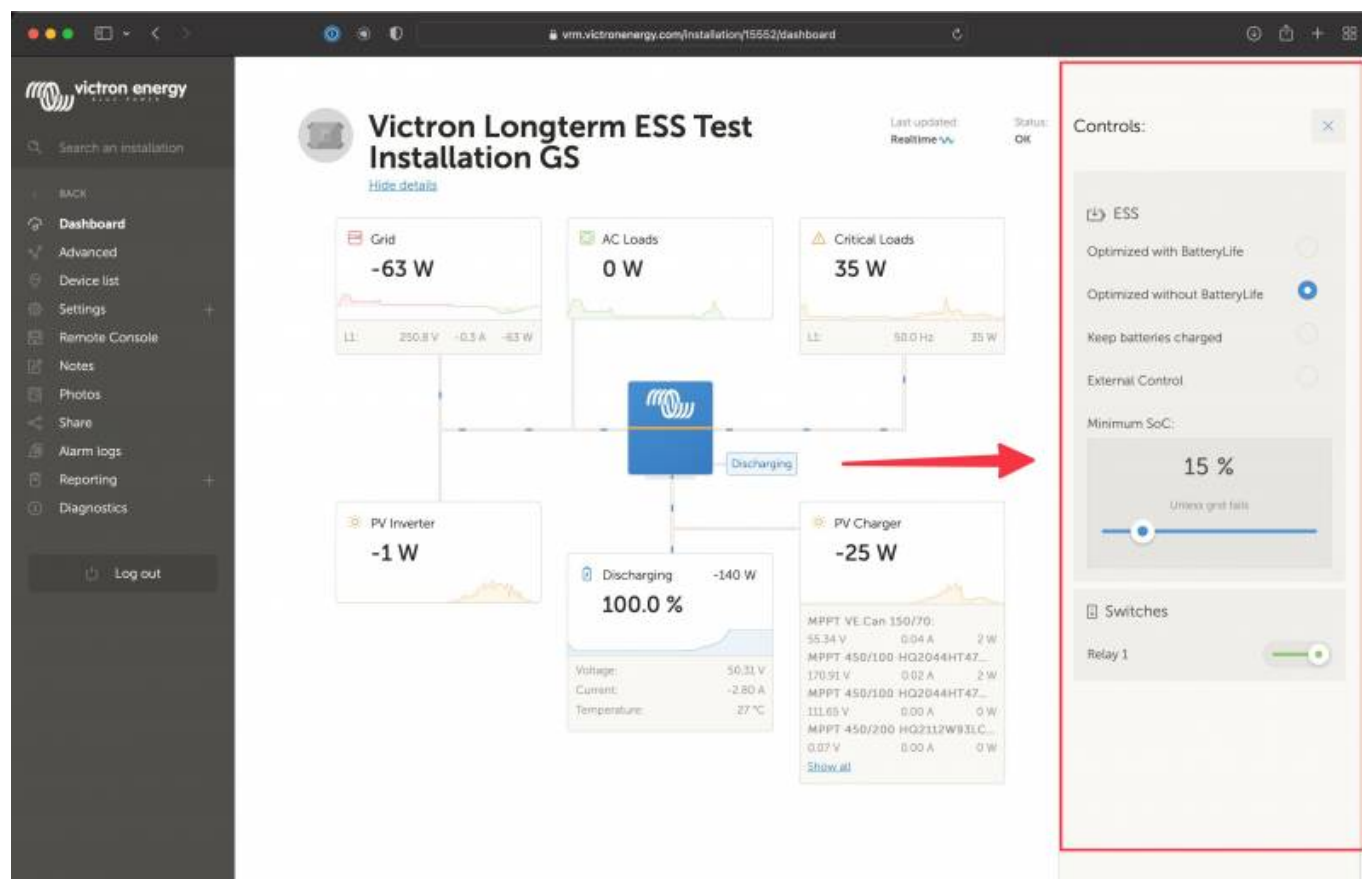 vrm.victronenergy.com/installation/15552/dashboard
victron energy
BLUE POWER
Search an installation
BACK
Dashboard
Advanced
Device list
Settings
Remote Console
Notes
Photos
Share
Alarm logs
Reporting
Diagnostics
Log out
Victron Longterm ESS Test
Installation GS
Hide details
Last updated:
Realtime
Status:
OK
Grid
-63 W
L1: 250.8 V -0.3 A -63 W
AC Loads
0 W
Critical Loads
35 W
L1: 50.0 Hz 35 W
Discharging
PV Inverter
-1 W
Discharging -140 W
100.0 %
Voltage: 50.31 V
Current: -2.80 A
Temperature: 27 °C
PV Charger
-25 W
MPPT VE.Can 150/70:
55.34 V 0.04 A 2 W
MPPT 450/100 HQ2044HT47...
170.91 V 0.02 A 2 W
MPPT 450/100 HQ2044HT47...
111.65 V 0.00 A 0 W
MPPT 450/200 HQ2112W93LC...
0.07 V 0.00 A 0 W
Show all
Controls:
ESS
Optimized with BatteryLife
Optimized without BatteryLife
Keep batteries charged
External Control
Minimum SoC:
15 %
Unless grid fails
Switches
Relay 1